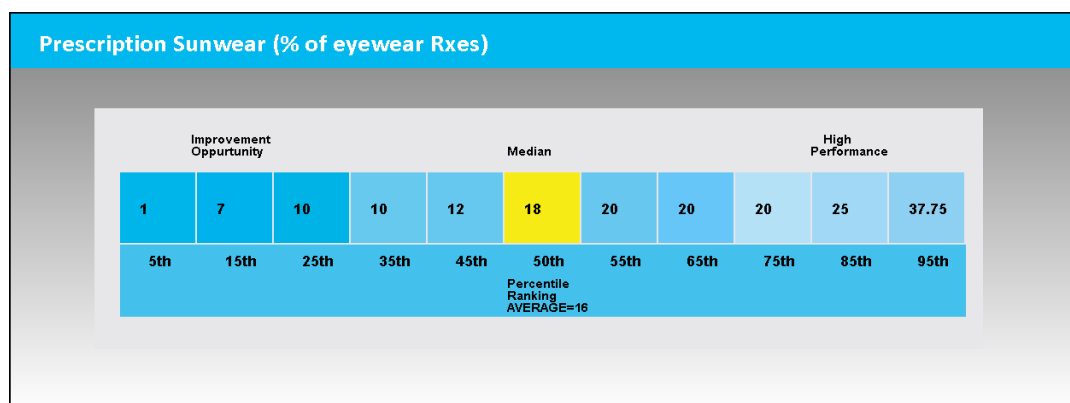 Prescription Sunwear (% of eyewear Rxes)
Improvement
Oppurtunity
Median
High
Performance
1 7 10 10 12 18 20 20 20 25 37.75
5th 15th 25th 35th 45th 50th 55th 65th 75th 85th 95th
Percentile
Ranking
AVERAGE=16